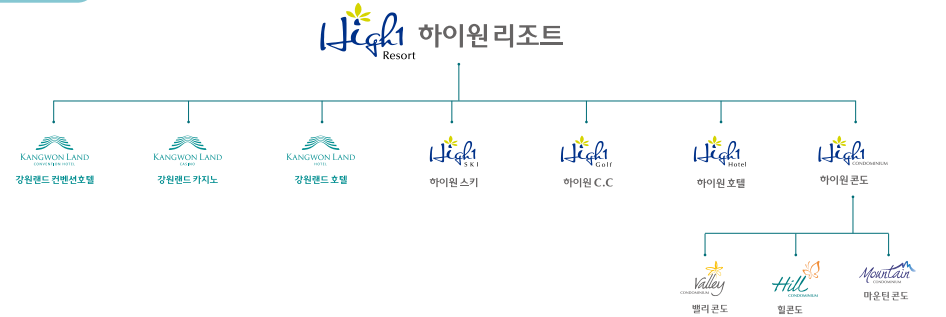 High1
Resort
하이원 리조트
KANGWON LAND
CONVENTION HOTEL
강원랜드 컨벤션호텔
KANGWON LAND
CASINO
강원랜드 카지노
KANGWON LAND
HOTEL
강원랜드 호텔
High1
SKI
하이원 스키
High1
Golf
하이원 C.C
High1
Hotel
하이원 호텔
High1
CONDOMINIUM
하이원 콘도
Valley
CONDOMINIUM
밸리 콘도
Hill
CONDOMINIUM
힐콘도
Mountain
CONDOMINIUM
마운틴 콘도